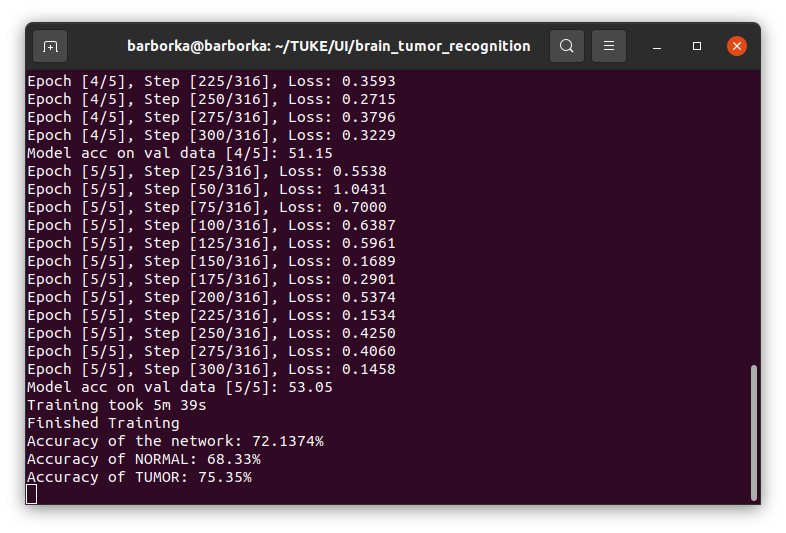 barborka@barborka: ~/TUKE/UI/brain_tumor_recognition
Epoch [4/5], Step [225/316], Loss: 0.3593
Epoch [4/5], Step [250/316], Loss: 0.2715
Epoch [4/5], Step [275/316], Loss: 0.3796
Epoch [4/5], Step [300/316], Loss: 0.3229
Model acc on val data [4/5]: 51.15
Epoch [5/5], Step [25/316], Loss: 0.5538
Epoch [5/5], Step [50/316], Loss: 1.0431
Epoch [5/5], Step [75/316], Loss: 0.7000
Epoch [5/5], Step [100/316], Loss: 0.6387
Epoch [5/5], Step [125/316], Loss: 0.5961
Epoch [5/5], Step [150/316], Loss: 0.1689
Epoch [5/5], Step [175/316], Loss: 0.2901
Epoch [5/5], Step [200/316], Loss: 0.5374
Epoch [5/5], Step [225/316], Loss: 0.1534
Epoch [5/5], Step [250/316], Loss: 0.4250
Epoch [5/5], Step [275/316], Loss: 0.4060
Epoch [5/5], Step [300/316], Loss: 0.1458
Model acc on val data [5/5]: 53.05
Training took 5m 39s
Finished Training
Accuracy of the network: 72.1374%
Accuracy of NORMAL: 68.33%
Accuracy of TUMOR: 75.35%